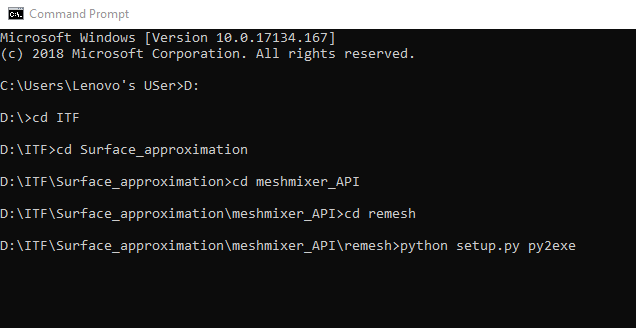 Command Prompt
Microsoft Windows [Version 10.0.17134.167]
(c) 2018 Microsoft Corporation. All rights reserved.
C:\Users\Lenovo's USer>D:
D:\>cd ITF
D:\ITF>cd Surface_approximation
D:\ITF\Surface_approximation>cd meshmixer_API
D:\ITF\Surface_approximation\meshmixer_API>cd remesh
D:\ITF\Surface_approximation\meshmixer_API\remesh>python setup.py py2exe